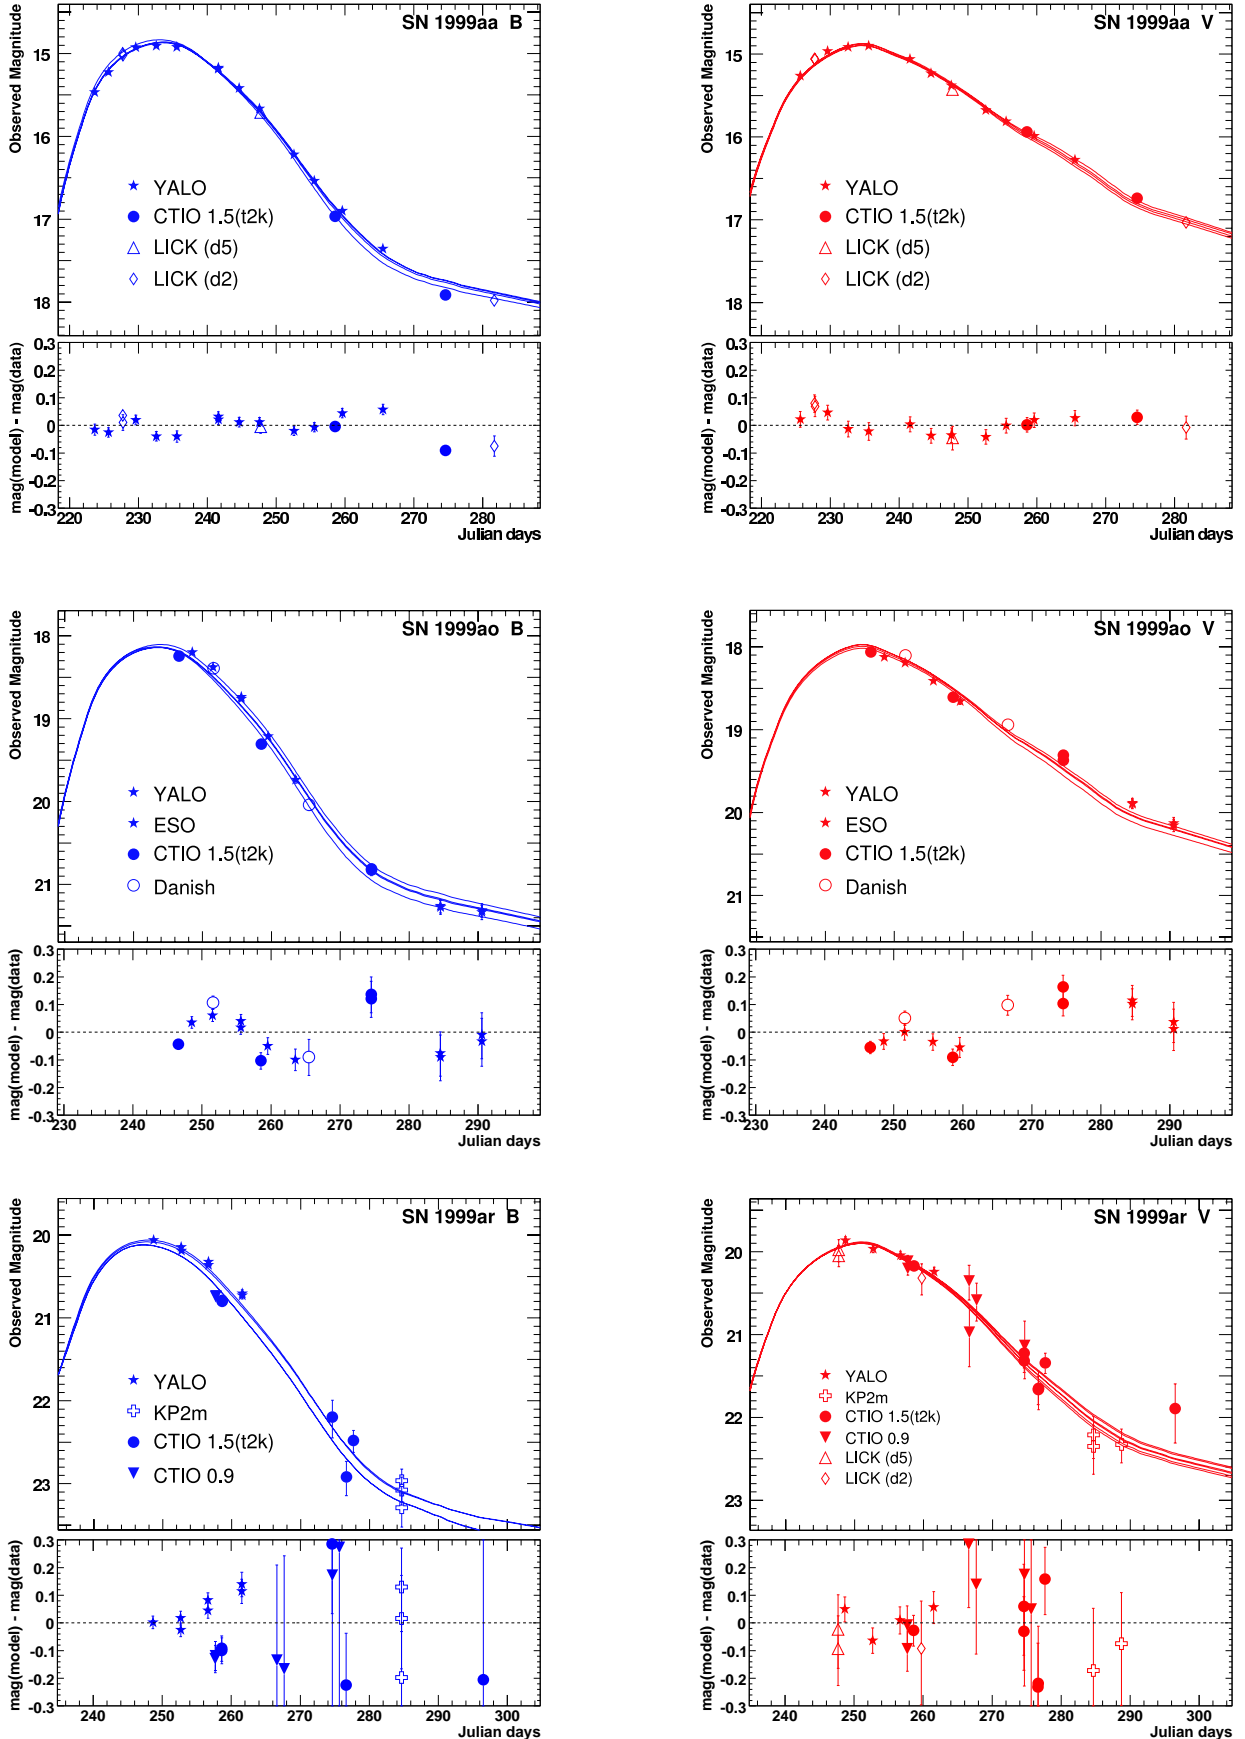 SN 1999aa B
Observed Magnitude
15
16
17
18
YALO
CTIO 1.5(t2k)
LICK (d5)
LICK (d2)
mag(model) - mag(data)
0.3
0.2
0.1
0
-0.1
-0.2
-0.3
220 230 240 250 260 270 280
Julian days
SN 1999aa V
Observed Magnitude
15
16
17
18
YALO
CTIO 1.5(t2k)
LICK (d5)
LICK (d2)
mag(model) - mag(data)
0.3
0.2
0.1
0
-0.1
-0.2
-0.3
220 230 240 250 260 270 280
Julian days
SN 1999ao B
Observed Magnitude
18
19
20
21
YALO
ESO
CTIO 1.5(t2k)
Danish
mag(model) - mag(data)
0.3
0.2
0.1
0
-0.1
-0.2
-0.3
230 240 250 260 270 280 290
Julian days
SN 1999ao V
Observed Magnitude
18
19
20
21
YALO
ESO
CTIO 1.5(t2k)
Danish
mag(model) - mag(data)
0.3
0.2
0.1
0
-0.1
-0.2
-0.3
230 240 250 260 270 280 290
Julian days
SN 1999ar B
Observed Magnitude
20
21
22
23
YALO
KP2m
CTIO 1.5(t2k)
CTIO 0.9
mag(model) - mag(data)
0.3
0.2
0.1
0
-0.1
-0.2
-0.3
240 250 260 270 280 290 300
Julian days
SN 1999ar V
Observed Magnitude
20
21
22
23
YALO
KP2m
CTIO 1.5(t2k)
CTIO 0.9
LICK (d5)
LICK (d2)
mag(model) - mag(data)
0.3
0.2
0.1
0
-0.1
-0.2
-0.3
240 250 260 270 280 290 300
Julian days